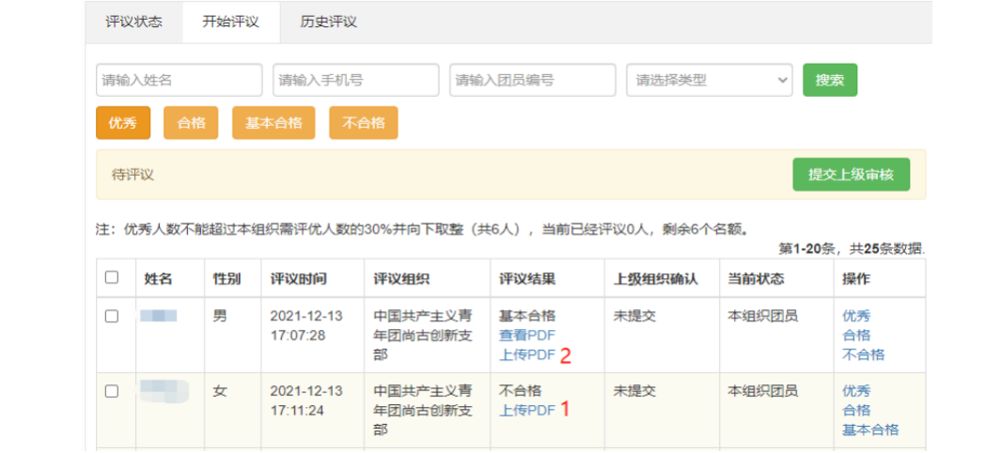 评议状态 开始评议 历史评议
请输入姓名 请输入手机号 请输入团员编号 请选择类型 搜索
优秀 合格 基本合格 不合格
待评议 提交上级审核
注：优秀人数不能超过本组织需评优人数的30%并向下取整（共6人），当前已经评议0人，剩余6个名额。
第1-20条，共25条数据.
姓名 性别 评议时间 评议组织 评议结果 上级组织确认 当前状态 操作
男 2021-12-13 中国共产主义青 基本合格 未提交 本组织团员 优秀
17:07:28 年团尚古创新支 查看PDF 合格
部 上传PDF 2 不合格
女 2021-12-13 中国共产主义青 不合格 未提交 本组织团员 优秀
17:11:24 年团尚古创新支 上传PDF 1 合格
部 基本合格